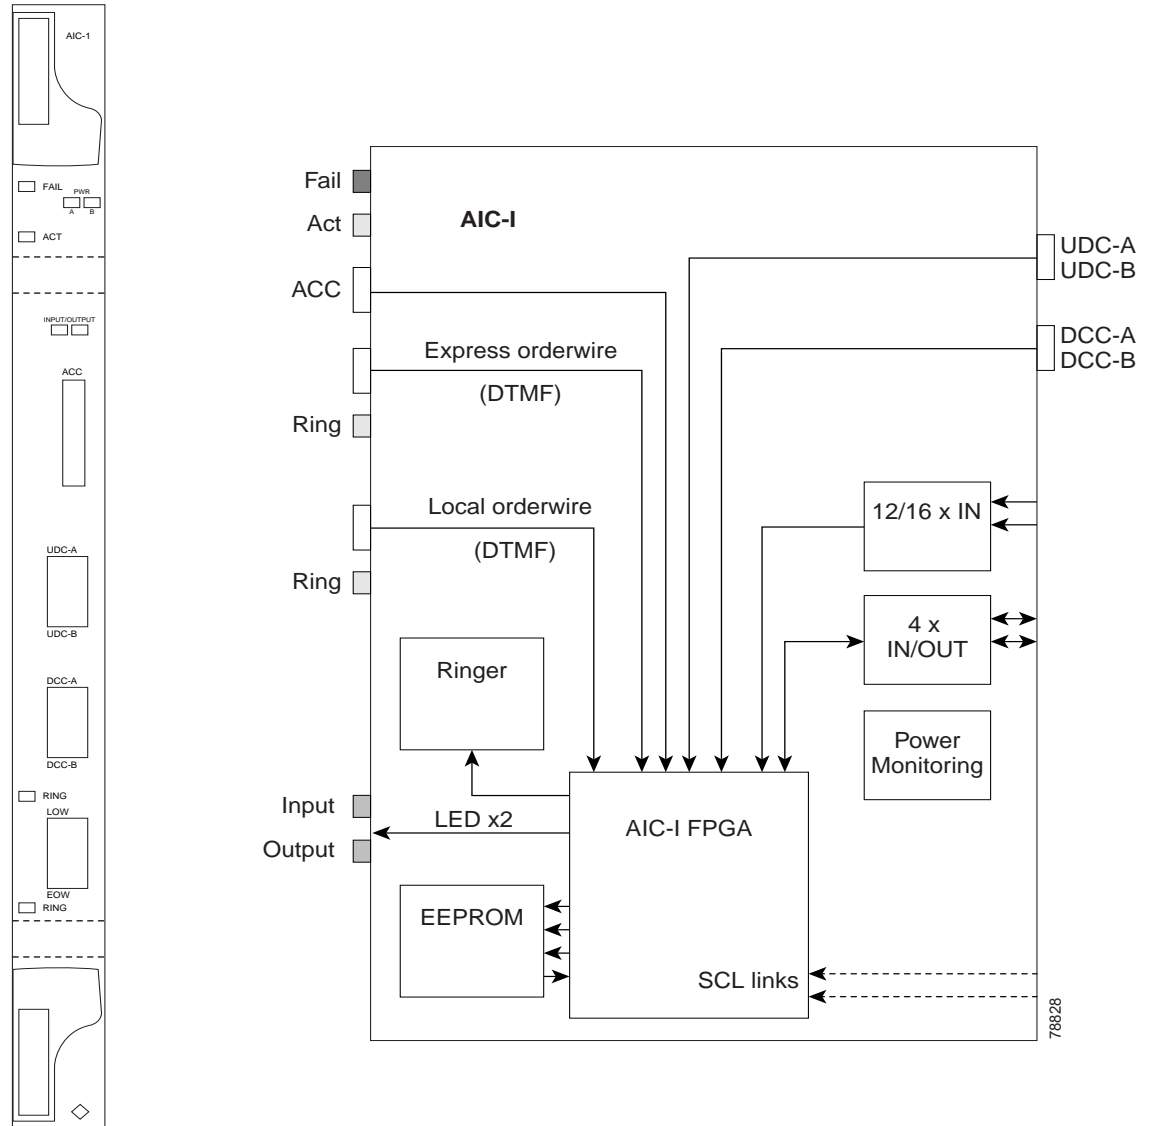 AIC-1
FAIL
PWR
A B
ACT
INPUT/OUTPUT
ACC
UDC-A
UDC-B
DCC-A
DCC-B
RING
LOW
EOW
RING
Fail
Act
AIC-I
ACC
UDC-A
UDC-B
DCC-A
DCC-B
Express orderwire
(DTMF)
Ring
Local orderwire
(DTMF)
Ring
12/16 x IN
4 x
IN/OUT
Ringer
Power
Monitoring
Input
LED x2
Output
AIC-I FPGA
EEPROM
SCL links
78828